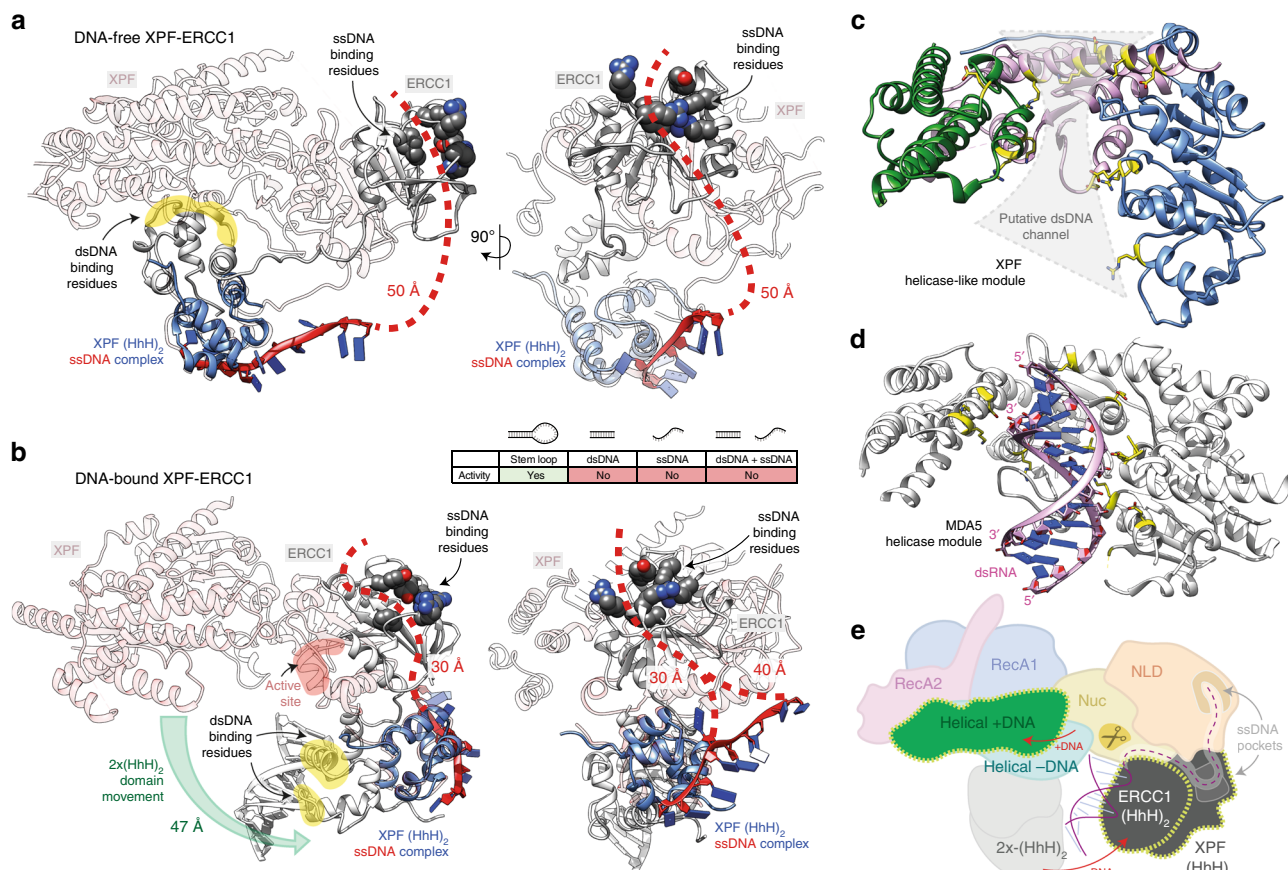 a
DNA-free XPF-ERCC1
XPF
ssDNA
binding
residues
ERCC1
dsDNA
binding
residues
50 Å
XPF (HhH)2
ssDNA complex
90°
ERCC1
ssDNA
binding
residues
XPF
50 Å
XPF (HhH)2
ssDNA complex
b
DNA-bound XPF-ERCC1
Stem loop dsDNA ssDNA dsDNA + ssDNA
Activity Yes No No No
XPF
ERCC1
ssDNA
binding
residues
30 Å
Active
site
dsDNA
binding
residues
2x(HhH)2
domain
movement
47 Å
XPF (HhH)2
ssDNA complex
XPF
ssDNA
binding
residues
ERCC1
30 Å
40 Å
XPF (HhH)2
ssDNA complex
c
Putative dsDNA
channel
XPF
helicase-like module
d
5′
3′
MDA5
helicase module
3′
dsRNA
5′
e
RecA2
RecA1
Nuc
NLD
Helical +DNA
+DNA
Helical –DNA
ssDNA
pockets
ERCC1
(HhH)2
2x-(HhH)2
XPF